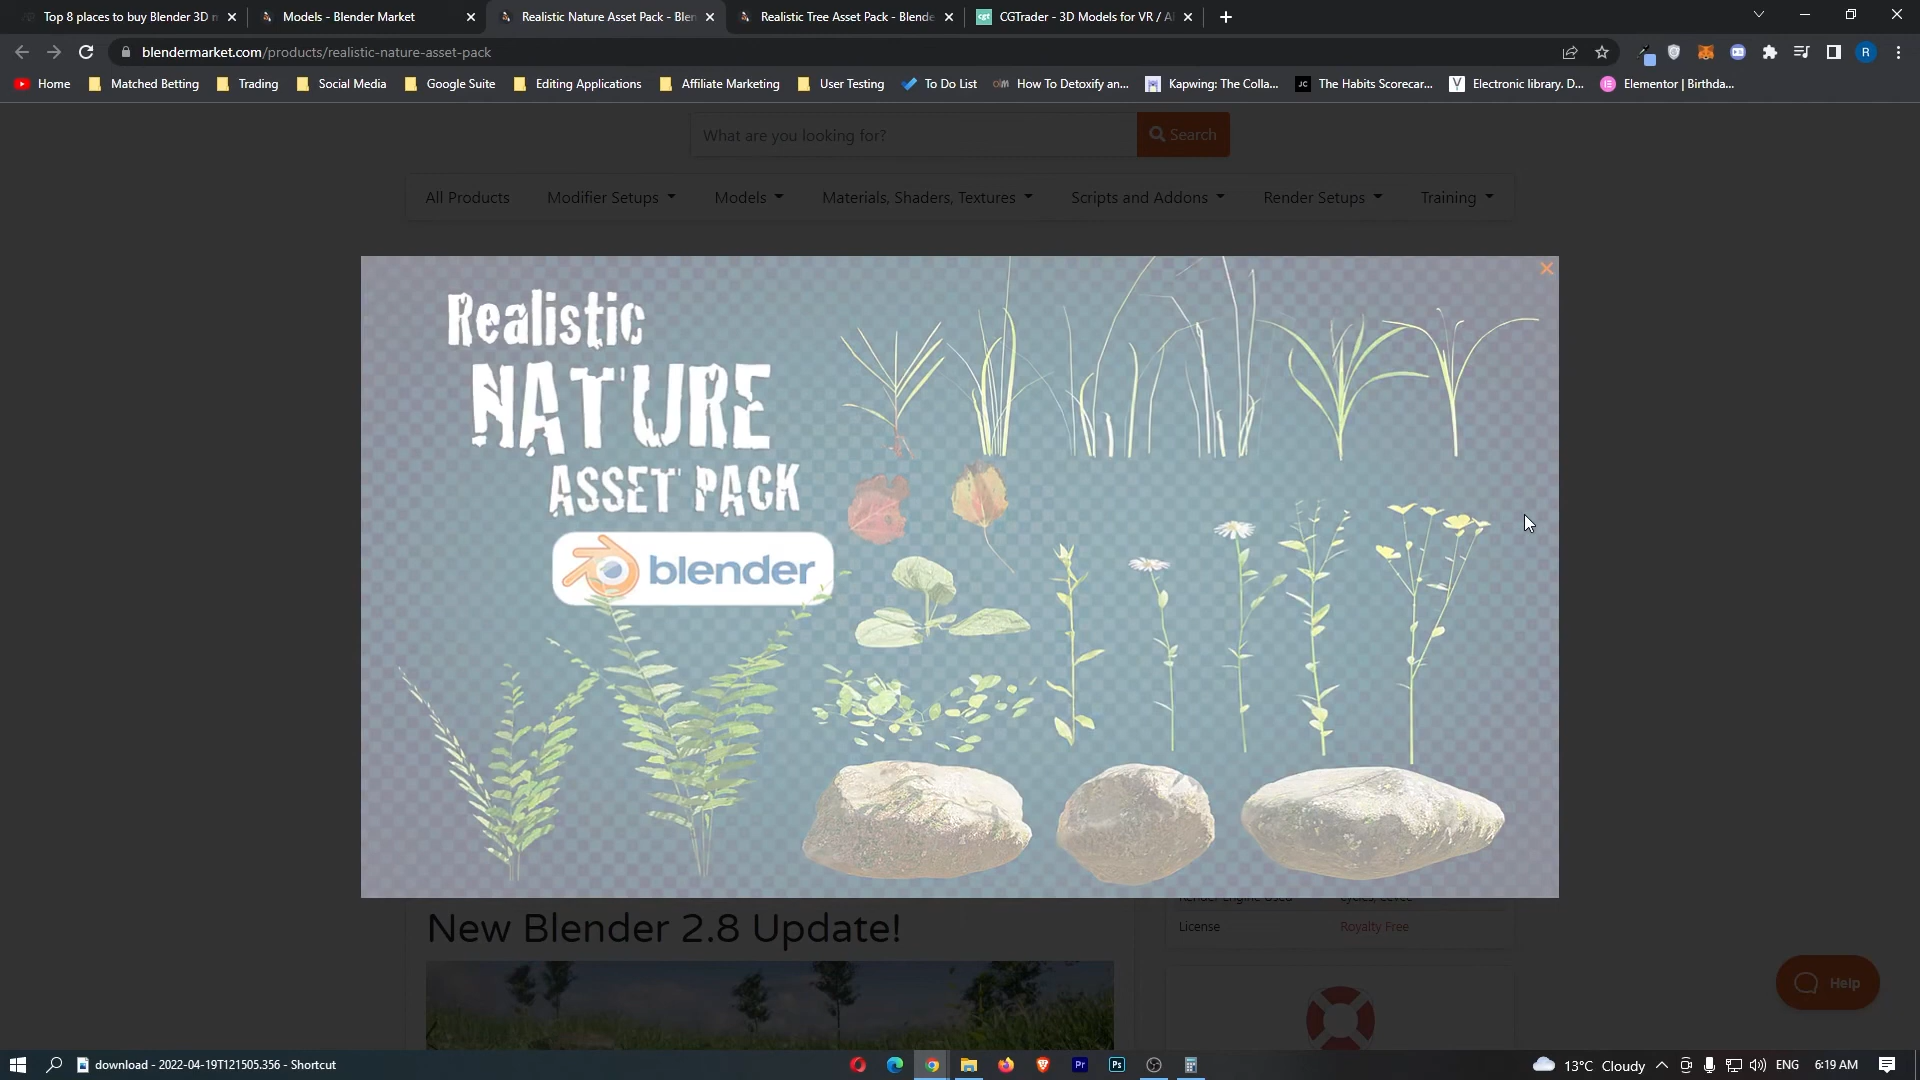 Top 8 places to buy Blender 3D m
Models - Blender Market
Realistic Nature Asset Pack - Blen
Realistic Tree Asset Pack - Blende
cgt
CGTrader - 3D Models for VR / A
blendermarket.com/products/realistic-nature-asset-pack
R
Home
Matched Betting
Trading
Social Media
Google Suite
Editing Applications
Affiliate Marketing
User Testing
To Do List
How To Detoxify an...
Kapwing: The Colla...
JC
The Habits Scorecar...
Electronic library. D...
Elementor | Birthda...
What are you looking for?
Search
All Products
Modifier Setups
Models
Materials, Shaders, Textures
Scripts and Addons
Render Setups
Training
Realistic
NATURE
ASSET PACK
blender
New Blender 2.8 Update!
License
Royalty Free
Help
download - 2022-04-19T121505.356 - Shortcut
Pr
Ps
13°C Cloudy
ENG
6:19 AM